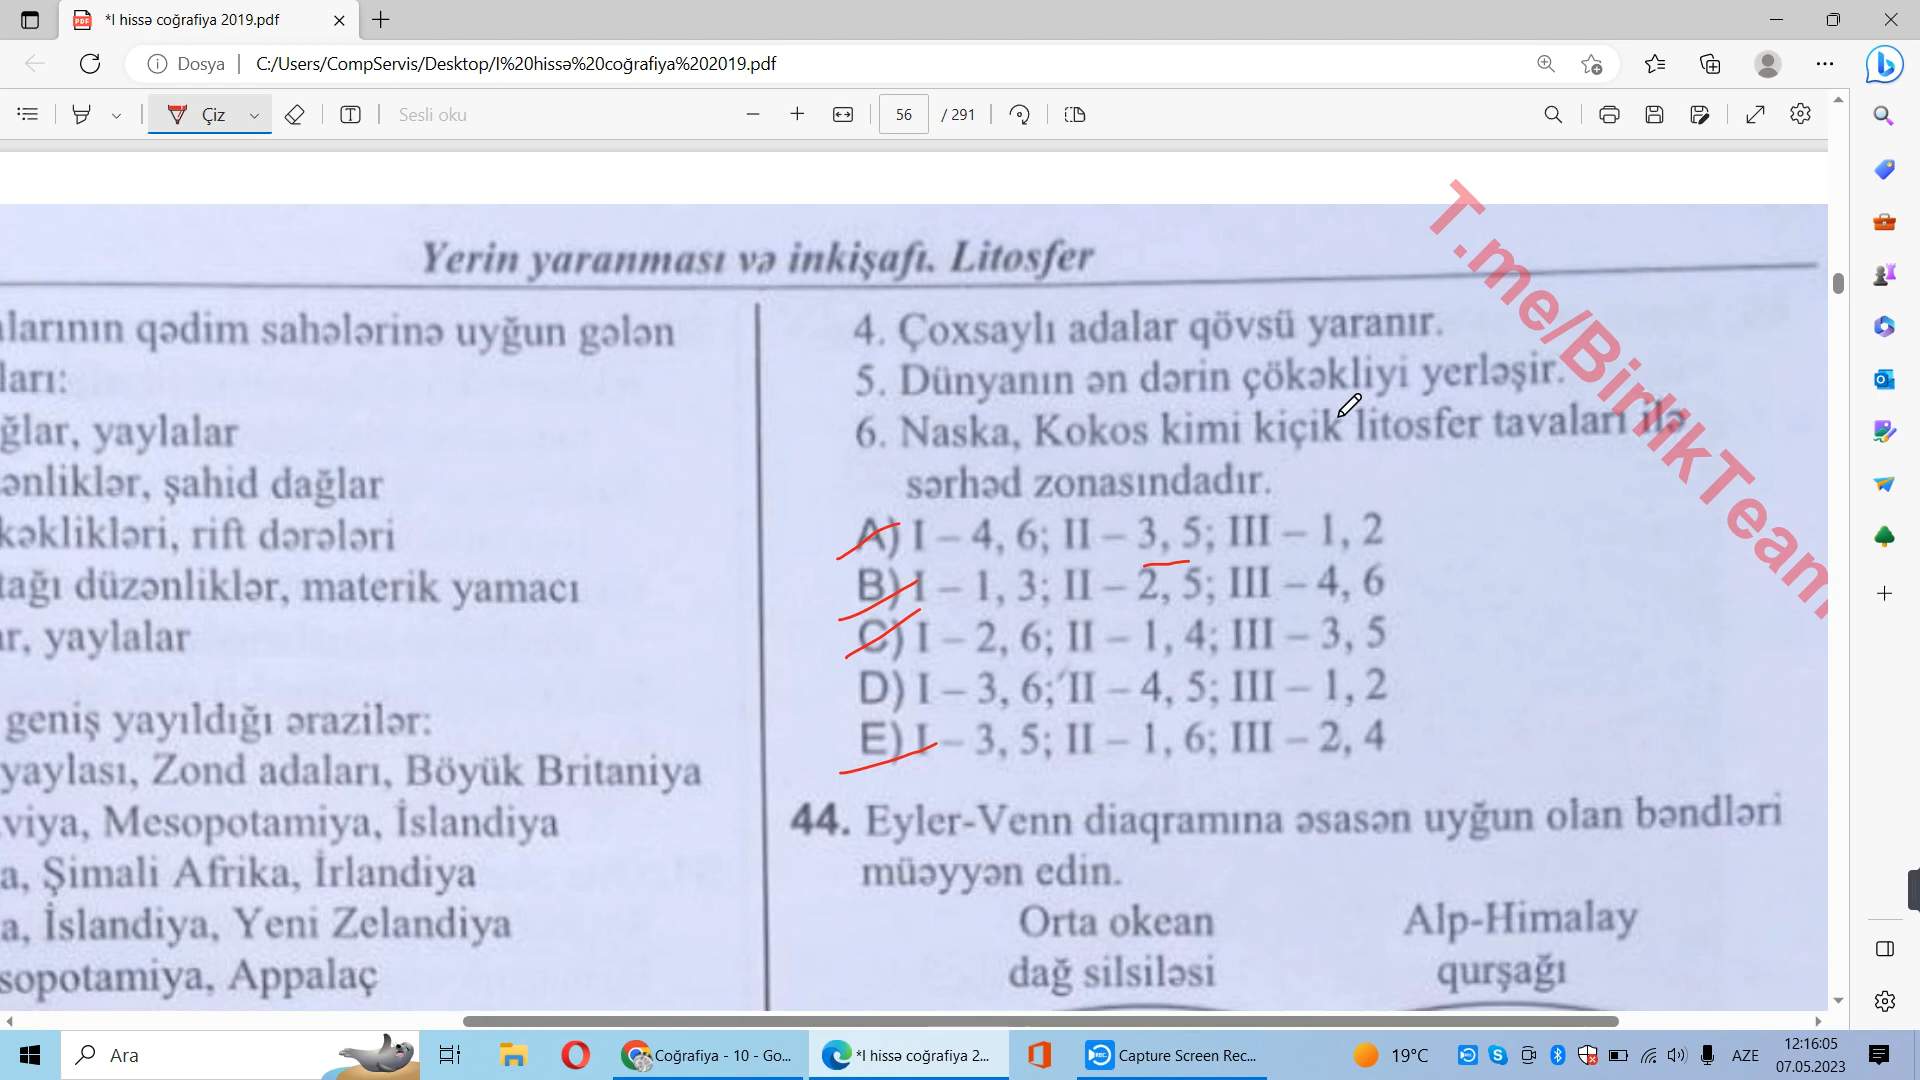 *I hissə coğrafiya 2019.pdf
Dosya
C:/Users/CompServis/Desktop/I%20hissə%20coğrafiya%202019.pdf
Çiz
Sesli oku
56 / 291
T.me/BirlikTeam
Yerin yaranması və inkişafı. Litosfer
larının qədim sahələrinə uyğun gələn
ları:
ğlar, yaylalar
ənliklər, şahid dağlar
kəklikləri, rift dərələri
tağı düzənliklər, materik yamacı
ar, yaylalar
geniş yayıldığı ərazilər:
yaylası, Zond adaları, Böyük Britaniya
viya, Mesopotamiya, İslandiya
a, Şimali Afrika, İrlandiya
a, İslandiya, Yeni Zelandiya
sopotamiya, Appalaç
4. Çoxsaylı adalar qövsü yaranır.
5. Dünyanın ən dərin çökəkliyi yerləşir.
6. Naska, Kokos kimi kiçik litosfer tavaları ilə
sərhəd zonasındadır.
A) I – 4, 6; II – 3, 5; III – 1, 2
B) I – 1, 3; II – 2, 5; III – 4, 6
C) I – 2, 6; II – 1, 4; III – 3, 5
D) I – 3, 6; II – 4, 5; III – 1, 2
E) I – 3, 5; II – 1, 6; III – 2, 4
44. Eyler-Venn diaqramına əsasən uyğun olan bəndləri
müəyyən edin.
Orta okean
dağ silsiləsi
Alp-Himalay
qurşağı
Ara
Coğrafiya - 10 - Go...
*I hissə coğrafiya 2...
Capture Screen Rec...
19°C
AZE
12:16:05
07.05.2023